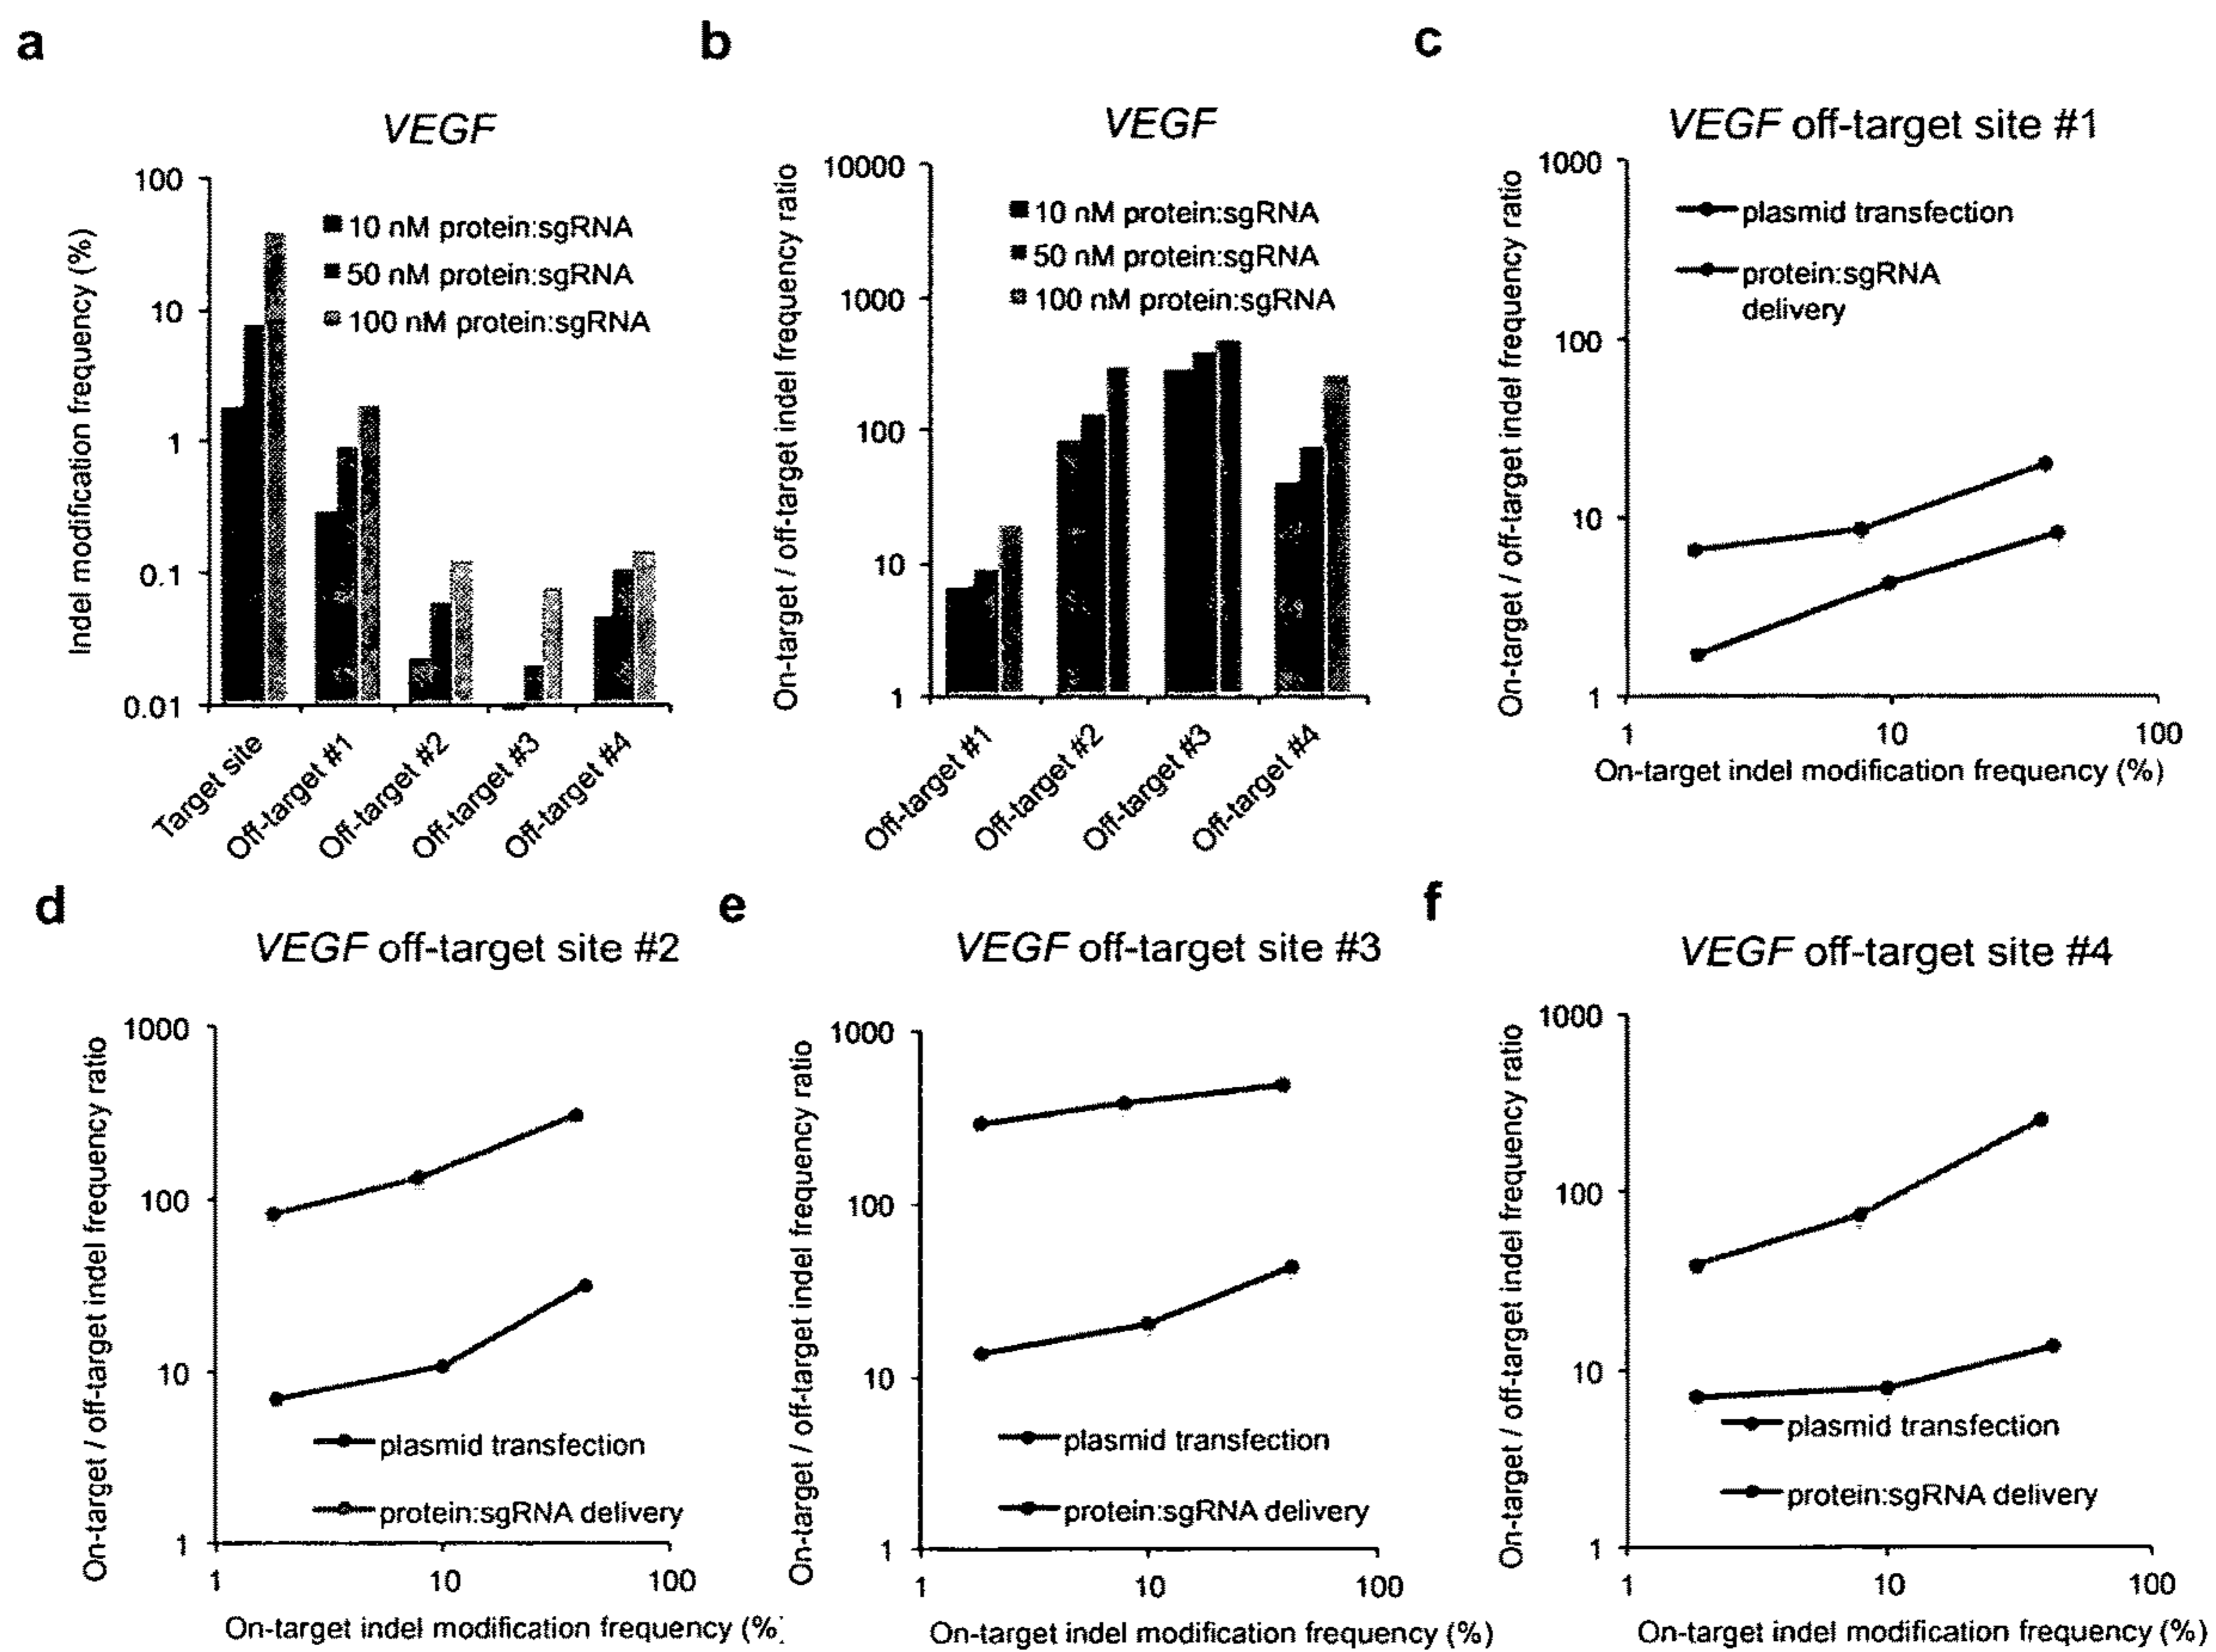 a
VEGF
Indel modification frequency (%)
100
10
1
0.1
0.01
10 nM protein:sgRNA
50 nM protein:sgRNA
100 nM protein:sgRNA
Target site
Off-target #1
Off-target #2
Off-target #3
Off-target #4
b
VEGF
On-target / off-target indel frequency ratio
10000
1000
100
10
1
10 nM protein:sgRNA
50 nM protein:sgRNA
100 nM protein:sgRNA
Off-target #1
Off-target #2
Off-target #3
Off-target #4
c
VEGF off-target site #1
On-target / off-target indel frequency ratio
1000
100
10
1
plasmid transfection
protein:sgRNA
delivery
1 10 100
On-target indel modification frequency (%)
d
VEGF off-target site #2
On-target / off-target indel frequency ratio
1000
100
10
1
plasmid transfection
protein:sgRNA delivery
1 10 100
On-target indel modification frequency (%
e
VEGF off-target site #3
On-target / off-target indel frequency ratio
1000
100
10
1
plasmid transfection
protein:sgRNA delivery
1 10 100
On-target indel modification frequency (%)
f
VEGF off-target site #4
On-target / off-target indel frequency ratio
1000
100
10
1
plasmid transfection
protein:sgRNA delivery
1 10 100
On-target indel modification frequency (%)